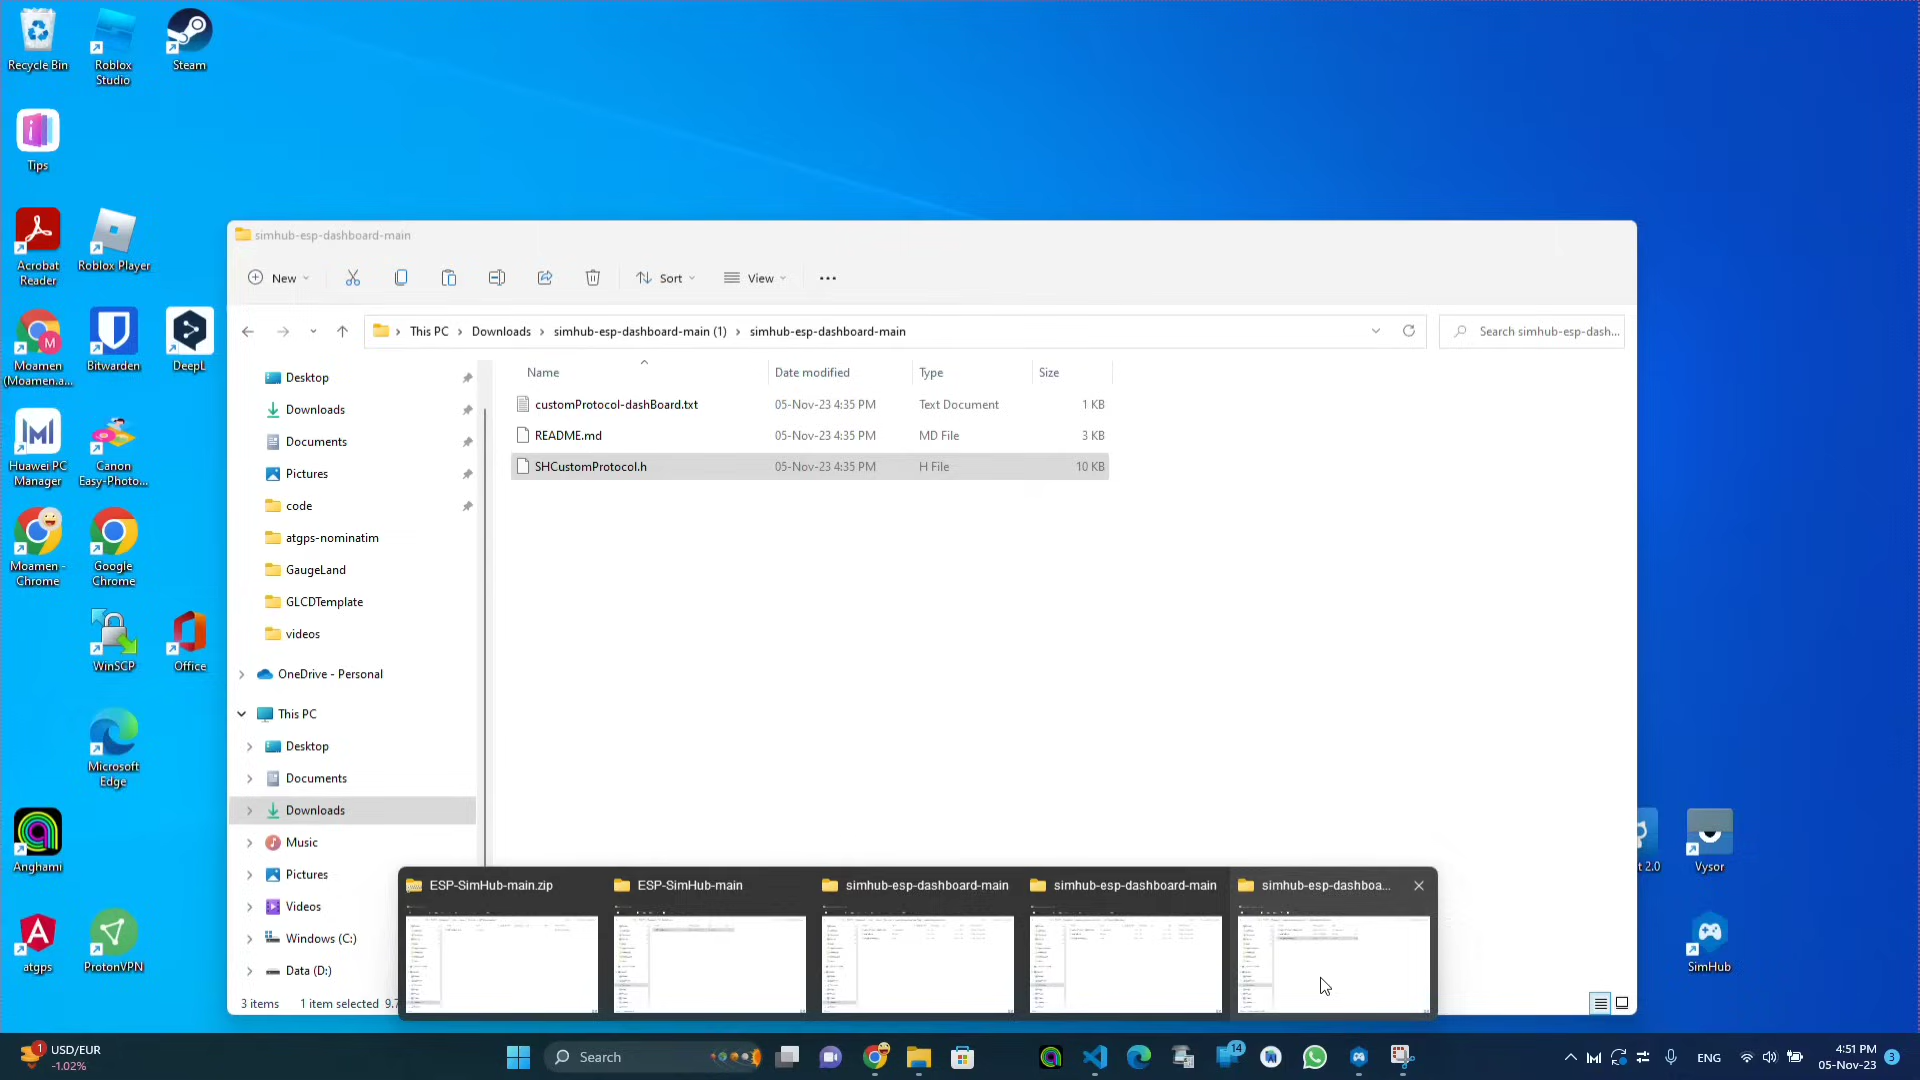 Recycle Bin
Roblox
Studio
Steam
Tips
Acrobat
Reader
Roblox Player
Moamen
(Moamen.a...
Bitwarden
DeepL
Huawei PC
Manager
Canon
Easy-Photo...
Moamen -
Chrome
Google
Chrome
WinSCP
Office
Microsoft
Edge
Anghami
atgps
ProtonVPN
simhub-esp-dashboard-main
New
Sort
View
This PC
Downloads
simhub-esp-dashboard-main (1)
simhub-esp-dashboard-main
Search simhub-esp-dash...
Desktop
Downloads
Documents
Pictures
code
atgps-nominatim
GaugeLand
GLCDTemplate
videos
OneDrive - Personal
This PC
Desktop
Documents
Downloads
Music
Pictures
Videos
Windows (C:)
Data (D:)
Name Date modified Type Size
customProtocol-dashBoard.txt 05-Nov-23 4:35 PM Text Document 1 KB
README.md 05-Nov-23 4:35 PM MD File 3 KB
SHCustomProtocol.h 05-Nov-23 4:35 PM H File 10 KB
3 items 1 item selected 9.7
ESP-SimHub-main.zip
ESP-SimHub-main
simhub-esp-dashboard-main
simhub-esp-dashboard-main
simhub-esp-dashboa...
t 2.0
Vysor
SimHub
1
USD/EUR
-1.02%
Search
14
ENG
4:51 PM
05-Nov-23
3